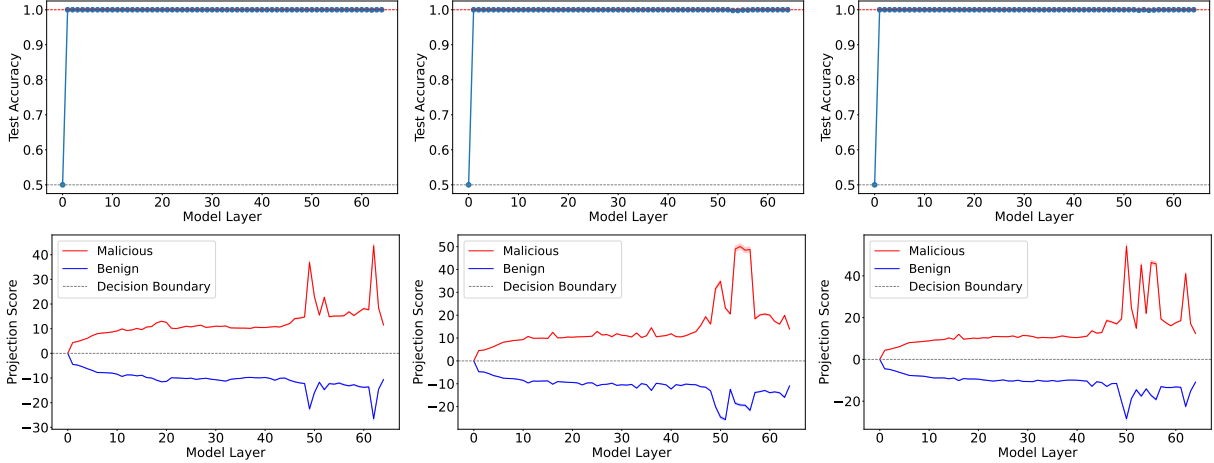 1.0
0.9
0.8
0.7
0.6
0.5
Test Accuracy
0 10 20 30 40 50 60
Model Layer
1.0
0.9
0.8
0.7
0.6
0.5
Test Accuracy
0 10 20 30 40 50 60
Model Layer
1.0
0.9
0.8
0.7
0.6
0.5
Test Accuracy
0 10 20 30 40 50 60
Model Layer
Malicious
Benign
Decision Boundary
40
30
20
10
0
−10
−20
−30
Projection Score
0 10 20 30 40 50 60
Model Layer
Malicious
Benign
Decision Boundary
50
40
30
20
10
0
−10
−20
Projection Score
0 10 20 30 40 50 60
Model Layer
Malicious
Benign
Decision Boundary
40
20
0
−20
Projection Score
0 10 20 30 40 50 60
Model Layer